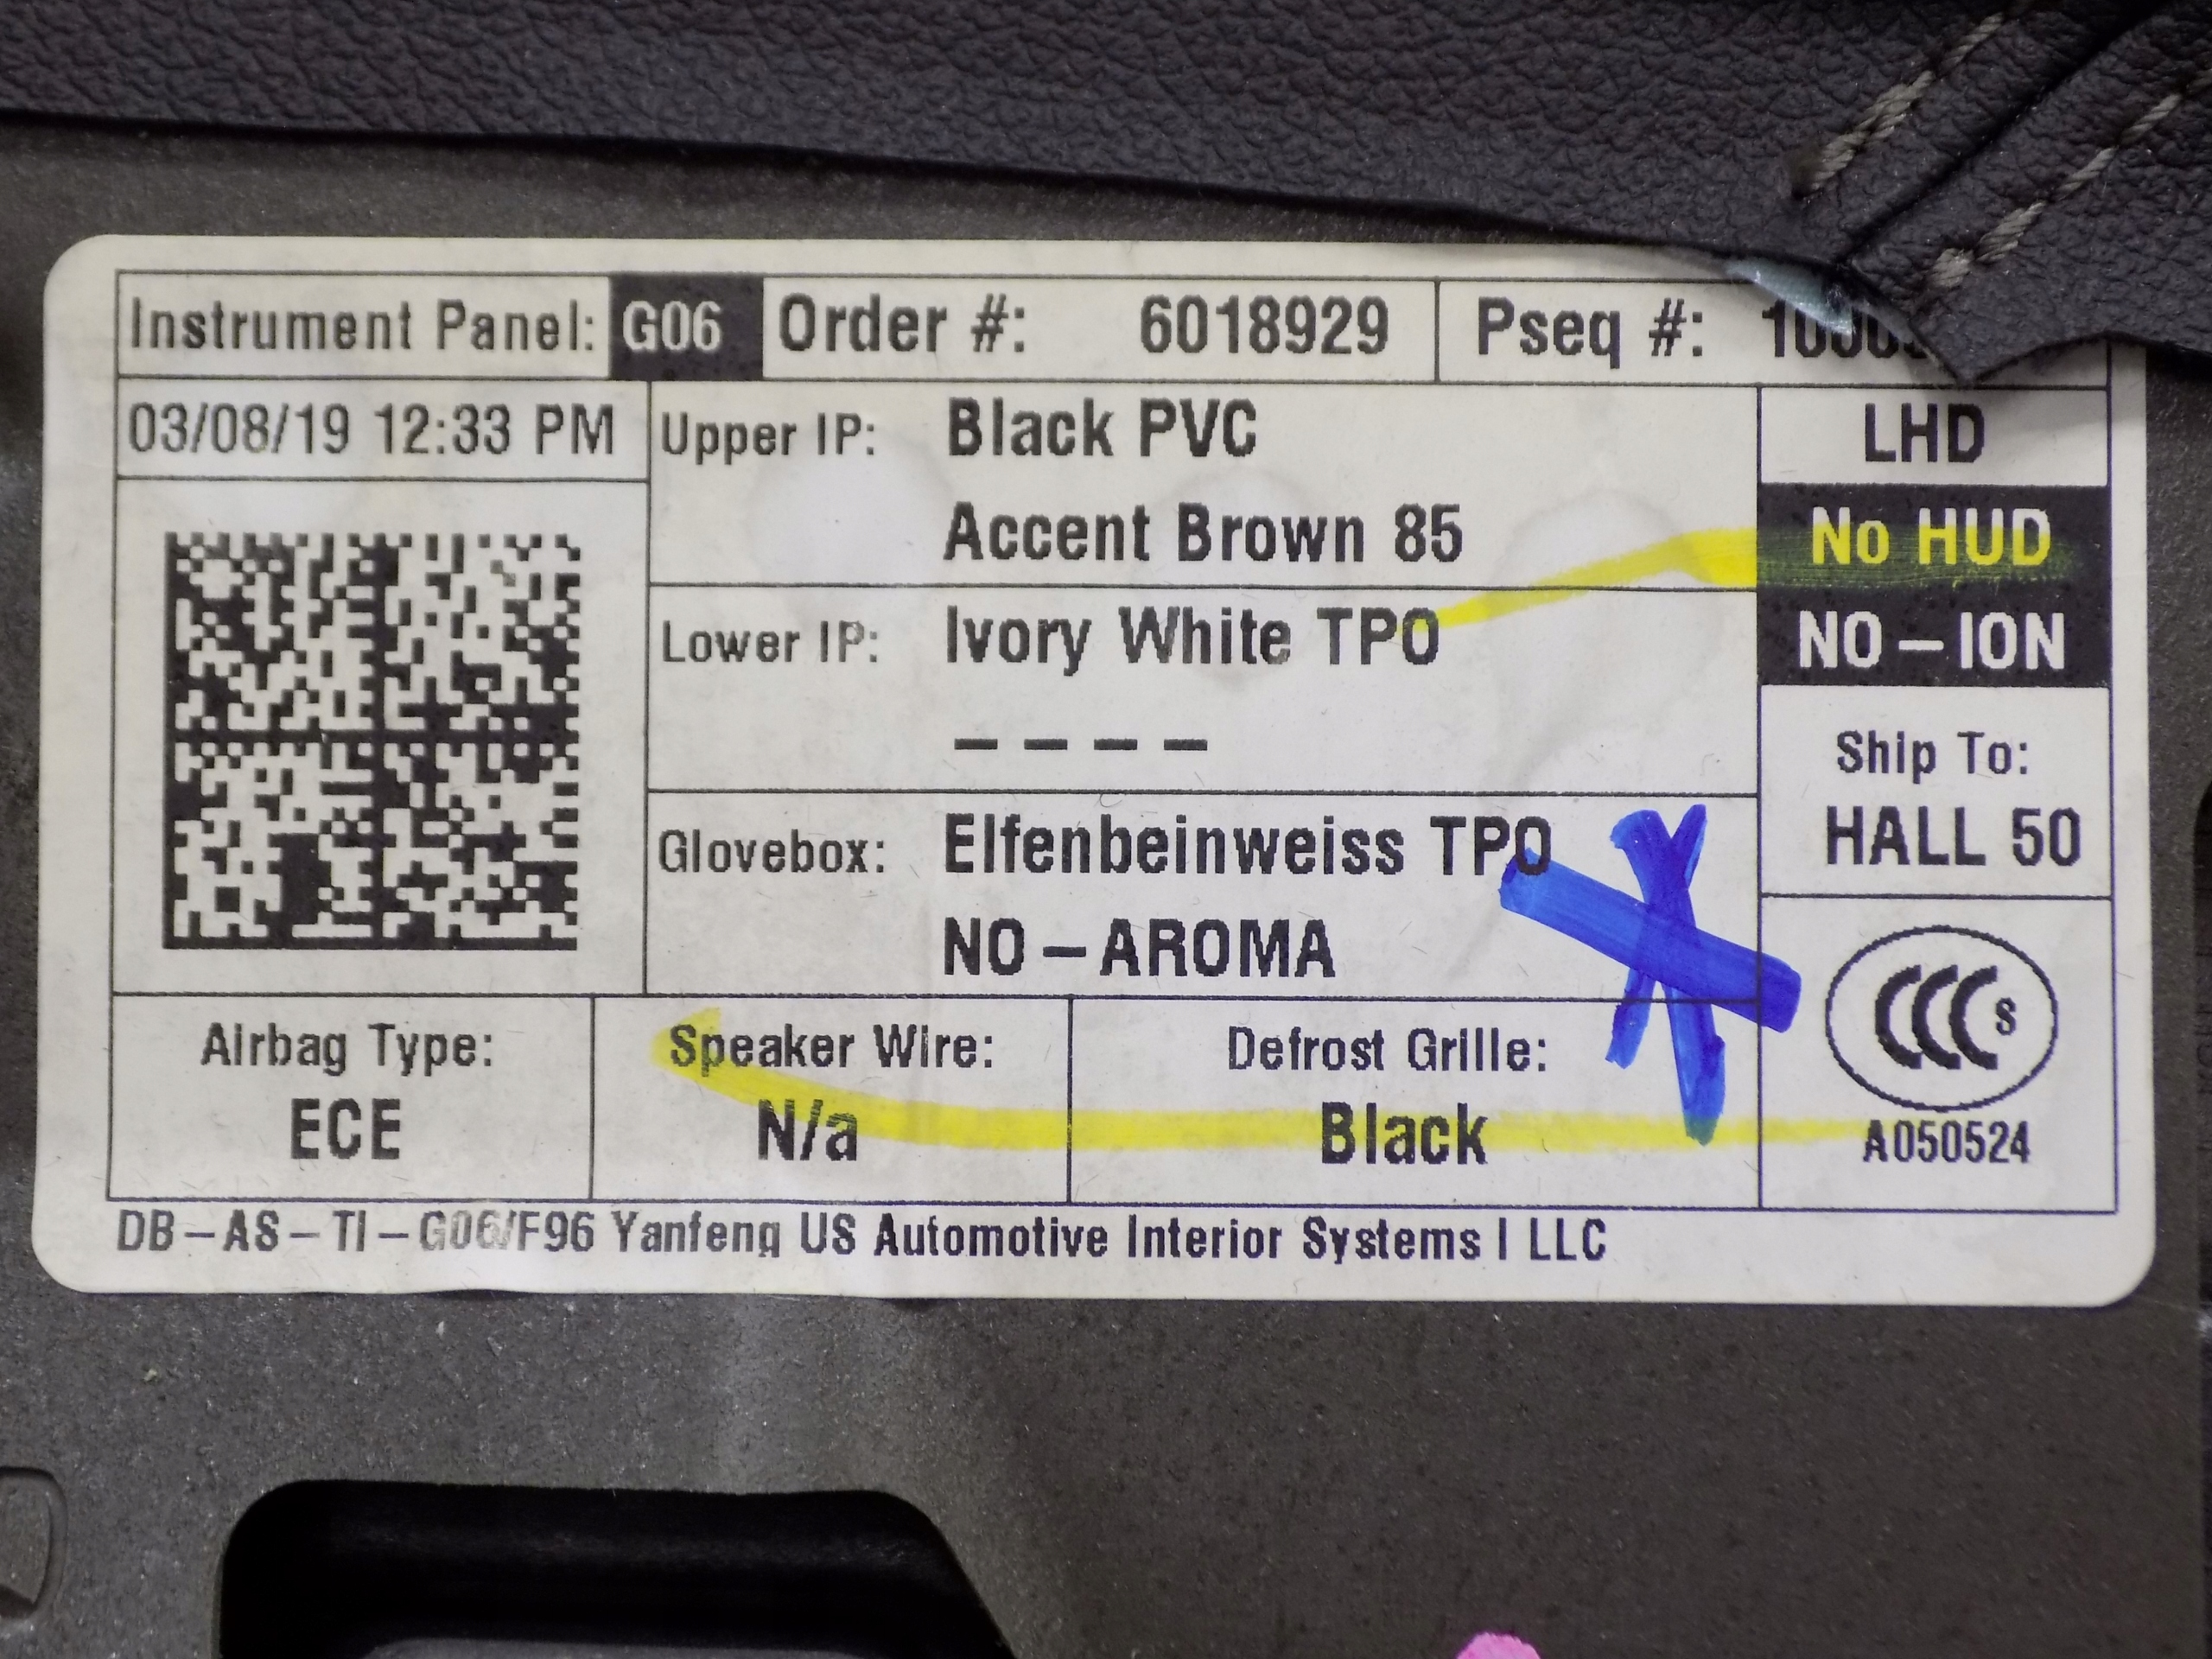 Instrument Panel: G06 Order #: 6018929 Pseq #:
03/08/19 12:33 PM
Upper IP: Black PVC
Accent Brown 85
LHD
No HUD
Lower IP: Ivory White TPO
NO-ION
----
Ship To:
HALL 50
Glovebox: Elfenbeinweiss TPO
NO-AROMA
CCC S
A050524
Airbag Type:
ECE
Speaker Wire:
N/a
Defrost Grille:
Black
DB-AS-TI-G06/F96 Yanfeng US Automotive Interior Systems I LLC